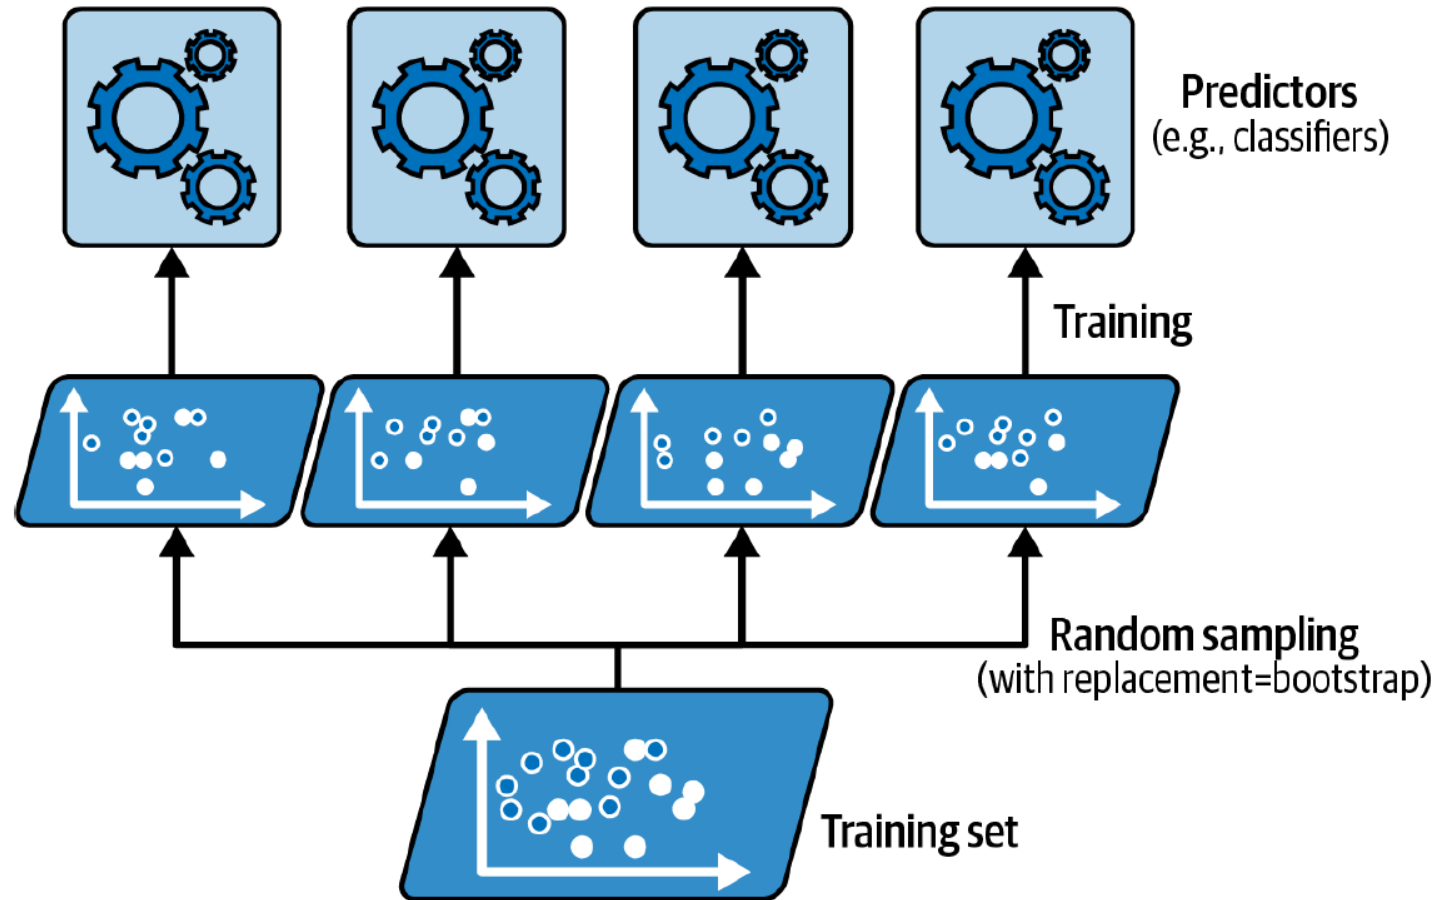 Predictors
(e.g., classifiers)
Training
Random sampling
(with replacement=bootstrap)
Training set